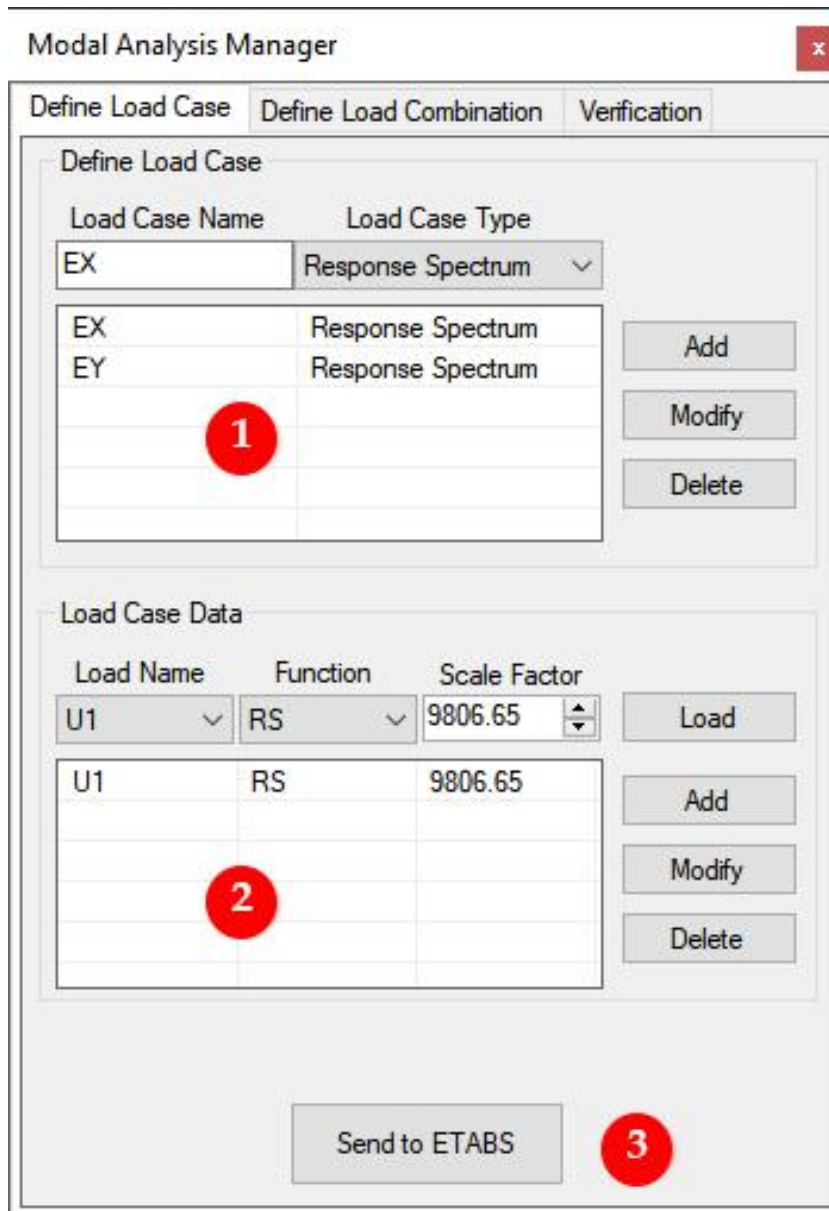 Modal Analysis Manager x
Define Load Case Define Load Combination Verification
Define Load Case
Load Case Name Load Case Type
EX Response Spectrum
EX Response Spectrum Add
EY Response Spectrum
1 Modify
Delete
Load Case Data
Load Name Function Scale Factor
U1 RS 9806.65 Load
U1 RS 9806.65 Add
2 Modify
Delete
Send to ETABS 3